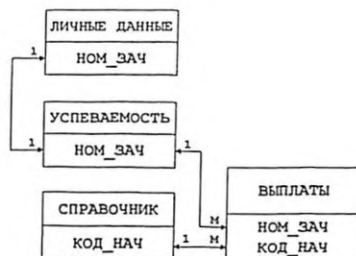 ЛИЧНЫЕ ДАННЫЕ
1
НОМ_ЗАЧ
УСПЕВАЕМОСТЬ
1
НОМ_ЗАЧ
1
ВЫПЛАТЫ
СПРАВОЧНИК
М
НОМ_ЗАЧ
КОД_НАЧ
1
М
КОД_НАЧ